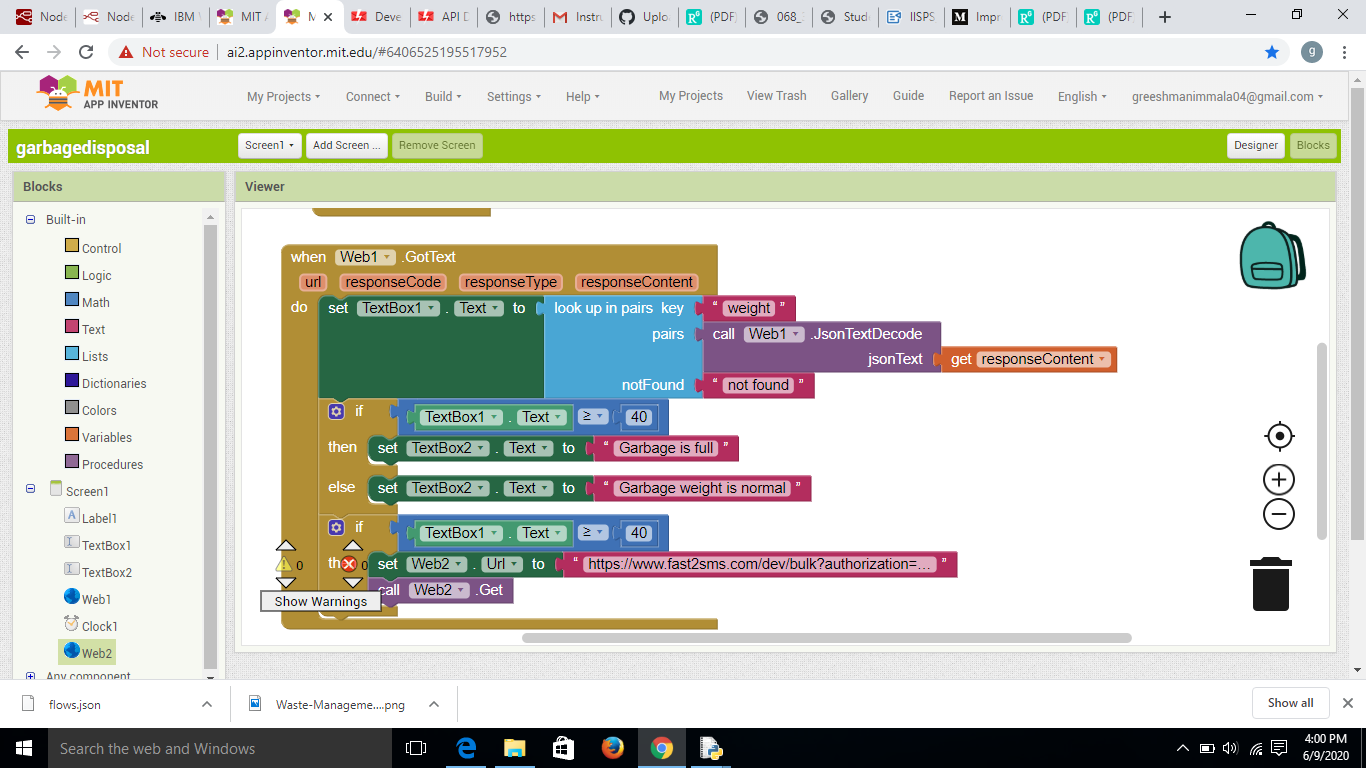 Node
Node
IBM
MIT A
M
Deve
API D
https
Instru
Uploa
(PDF)
068_
Stude
IISPS
Impr
(PDF)
(PDF)
Not secure ai2.appinventor.mit.edu/#6406525195517952
g
MIT
APP INVENTOR
My Projects Connect Build Settings Help My Projects View Trash Gallery Guide Report an Issue English greeshmanimmala04@gmail.com
garbagedisposal Screen1 Add Screen ... Remove Screen Designer Blocks
Blocks
Built-in
Control
Logic
Math
Text
Lists
Dictionaries
Colors
Variables
Procedures
Screen1
Label1
TextBox1
TextBox2
Web1
Clock1
Web2
Any component
Viewer
when Web1 .GotText
url responseCode responseType responseContent
do set TextBox1 . Text to look up in pairs key “ weight ”
pairs call Web1 .JsonTextDecode
jsonText get responseContent
notFound “ not found ”
if TextBox1 . Text ≥ 40
then set TextBox2 . Text to “ Garbage is full ”
else set TextBox2 . Text to “ Garbage weight is normal ”
if TextBox1 . Text ≥ 40
0 th 0 set Web2 . Url to “ https://www.fast2sms.com/dev/bulk?authorization=... ”
call Web2 .Get
Show Warnings
flows.json Waste-Manageme....png Show all
Search the web and Windows
4:00 PM
6/9/2020